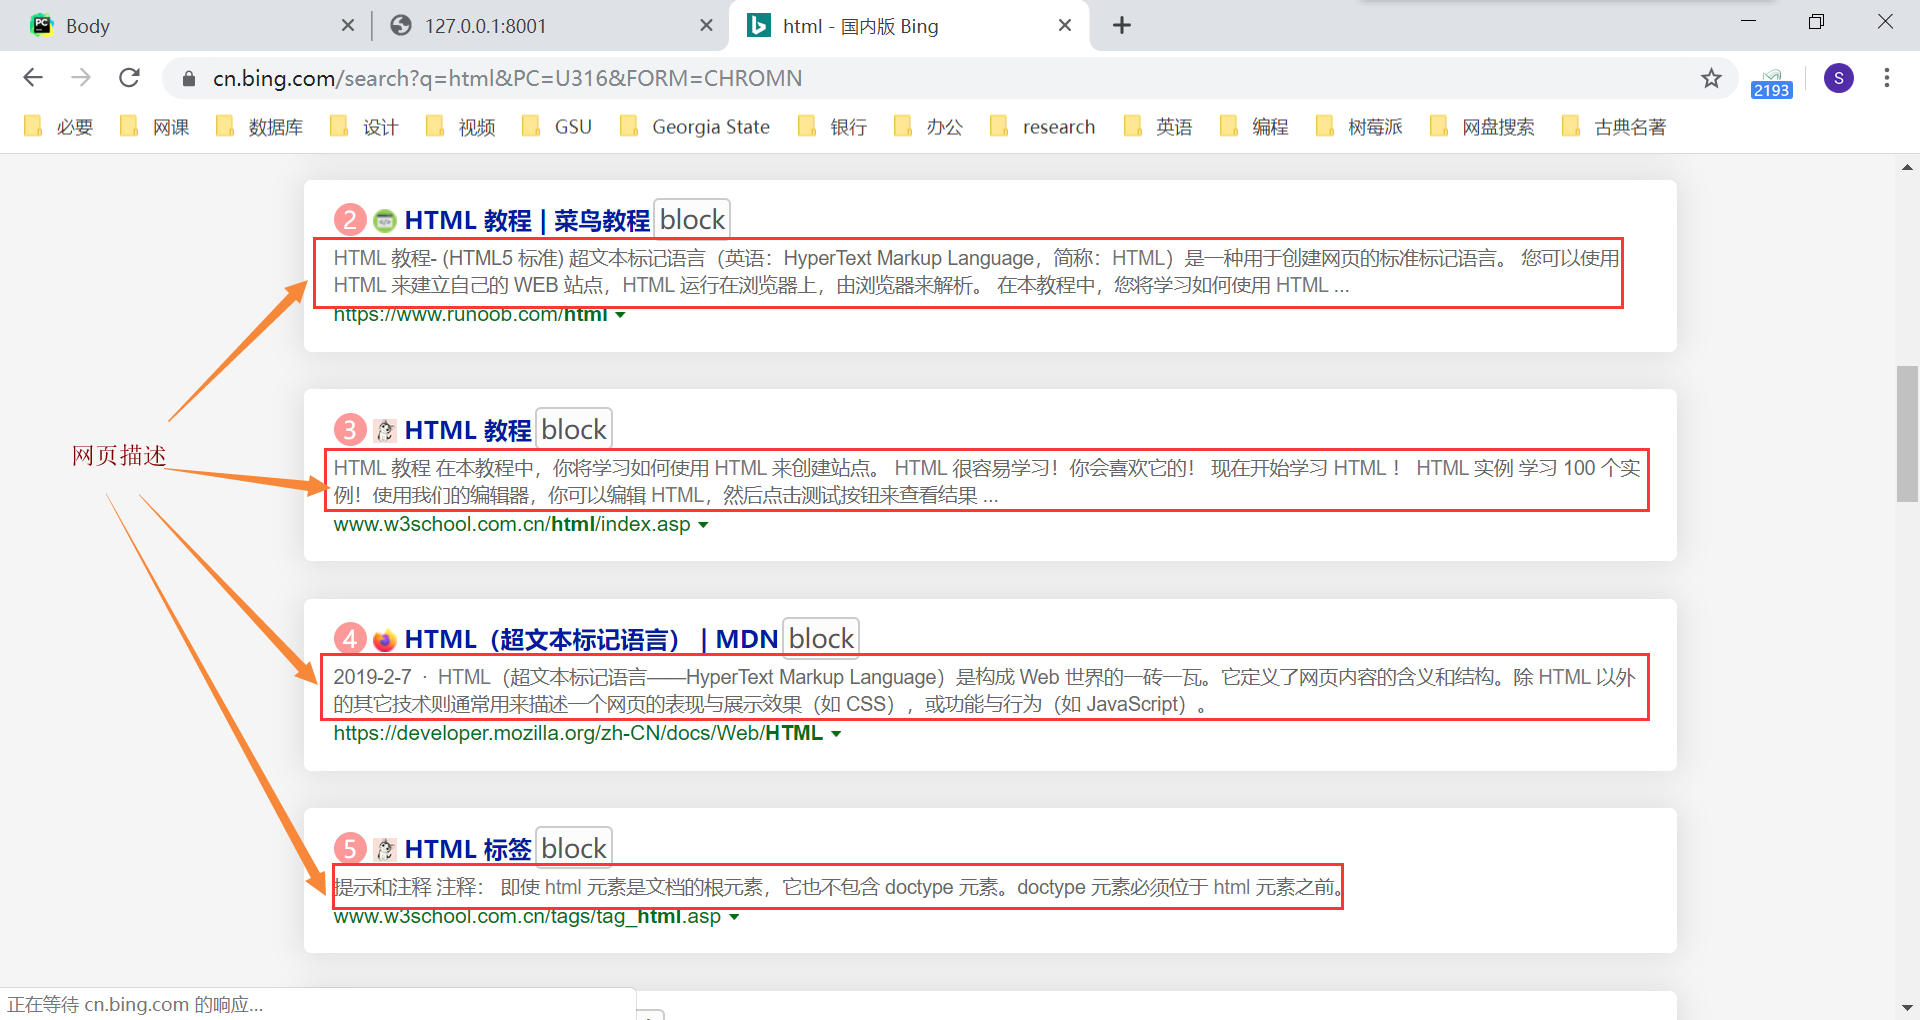 Body
127.0.0.1:8001
html - 国内版 Bing
cn.bing.com/search?q=html&PC=U316&FORM=CHROMN
2193
S
必要 网课 数据库 设计 视频 GSU Georgia State 银行 办公 research 英语 编程 树莓派 网盘搜索 古典名著
2 HTML 教程 | 菜鸟教程 block
HTML 教程- (HTML5 标准) 超文本标记语言（英语：HyperText Markup Language，简称：HTML）是一种用于创建网页的标准标记语言。 您可以使用
HTML 来建立自己的 WEB 站点，HTML 运行在浏览器上，由浏览器来解析。 在本教程中，您将学习如何使用 HTML ...
https://www.runoob.com/html
3 HTML 教程 block
网页描述
HTML 教程 在本教程中，你将学习如何使用 HTML 来创建站点。 HTML 很容易学习！你会喜欢它的！ 现在开始学习 HTML ！ HTML 实例 学习 100 个实
例！使用我们的编辑器，你可以编辑 HTML，然后点击测试按钮来查看结果 ...
www.w3school.com.cn/html/index.asp
4 HTML（超文本标记语言） | MDN block
2019-2-7 · HTML（超文本标记语言——HyperText Markup Language）是构成 Web 世界的一砖一瓦。它定义了网页内容的含义和结构。除 HTML 以外
的其它技术则通常用来描述一个网页的表现与展示效果（如 CSS），或功能与行为（如 JavaScript）。
https://developer.mozilla.org/zh-CN/docs/Web/HTML
5 HTML 标签 block
提示和注释 注释： 即使 html 元素是文档的根元素，它也不包含 doctype 元素。doctype 元素必须位于 html 元素之前。
www.w3school.com.cn/tags/tag_html.asp
正在等待 cn.bing.com 的响应...